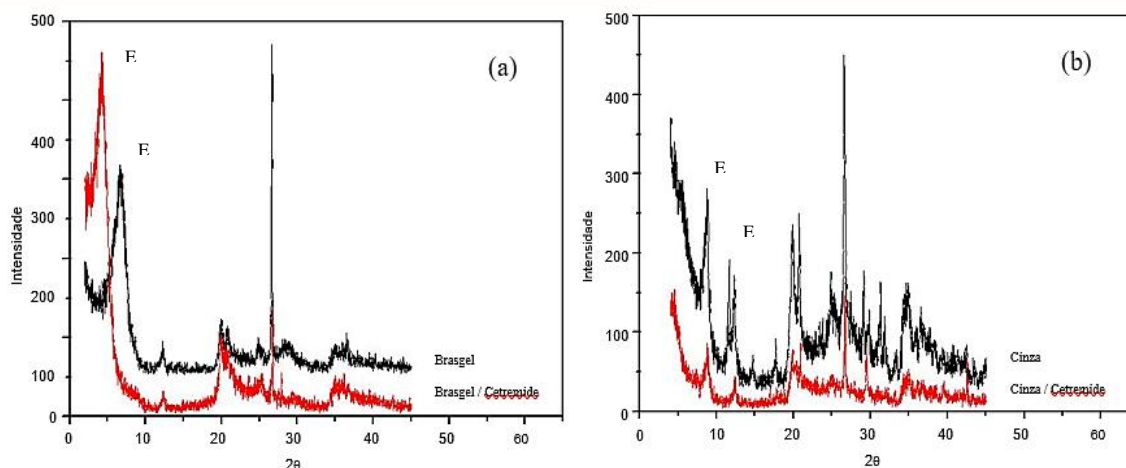 500
400
300
200
100
0
Intensidade
E
E
(a)
Brasgel
Brasgel / Cetremide
0 10 20 30 40 50 60
2θ
500
400
300
200
100
0
Intensidade
E
E
(b)
Cinza
Cinza / Cetremide
0 10 20 30 40 50 60
2θ